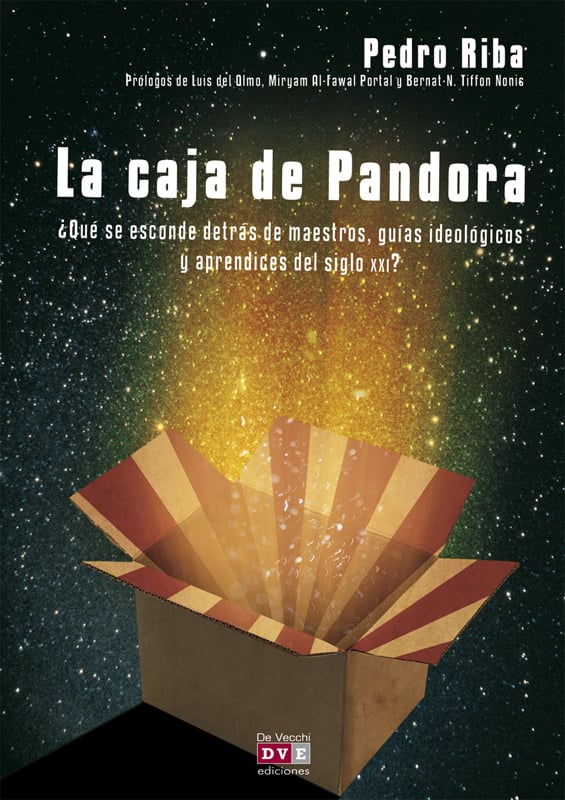 Pedro Riba
Prólogos de Luis del Olmo, Miryam Al-Fawal Portal y Bernat-N. Tiffon Nonis
La caja de Pandora
¿Qué se esconde detrás de maestros, guías ideológicos
y aprendices del siglo XXI?
De Vecchi
DVE
ediciones